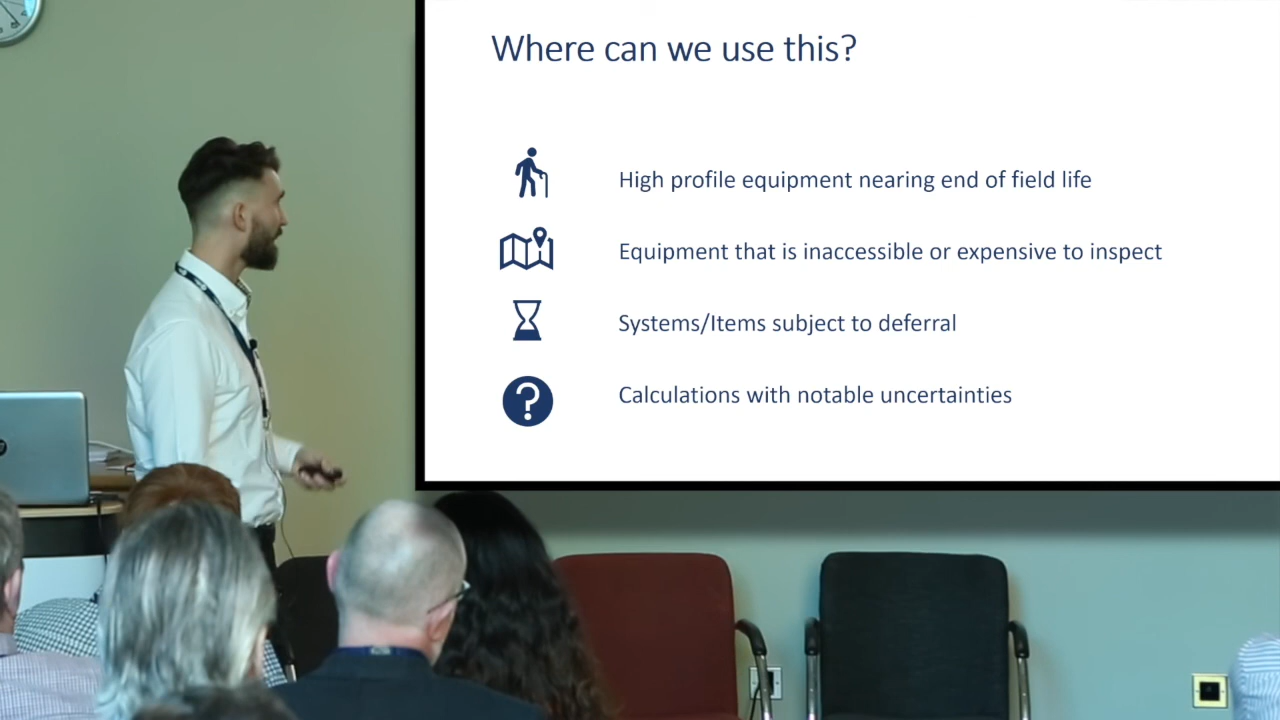 Where can we use this?
High profile equipment nearing end of field life
Equipment that is inaccessible or expensive to inspect
Systems/Items subject to deferral
?
Calculations with notable uncertainties